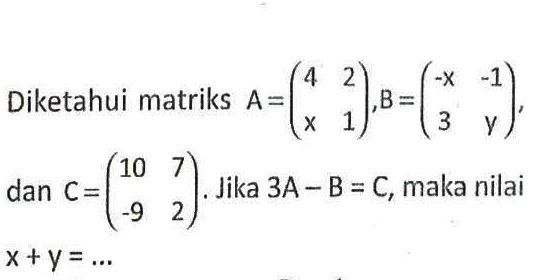 Diketahui matriks A = (4 2 x 1), B = (-x -1 3 y),
dan C = (10 7 -9 2). Jika 3A – B = C, maka nilai
x + y = ...